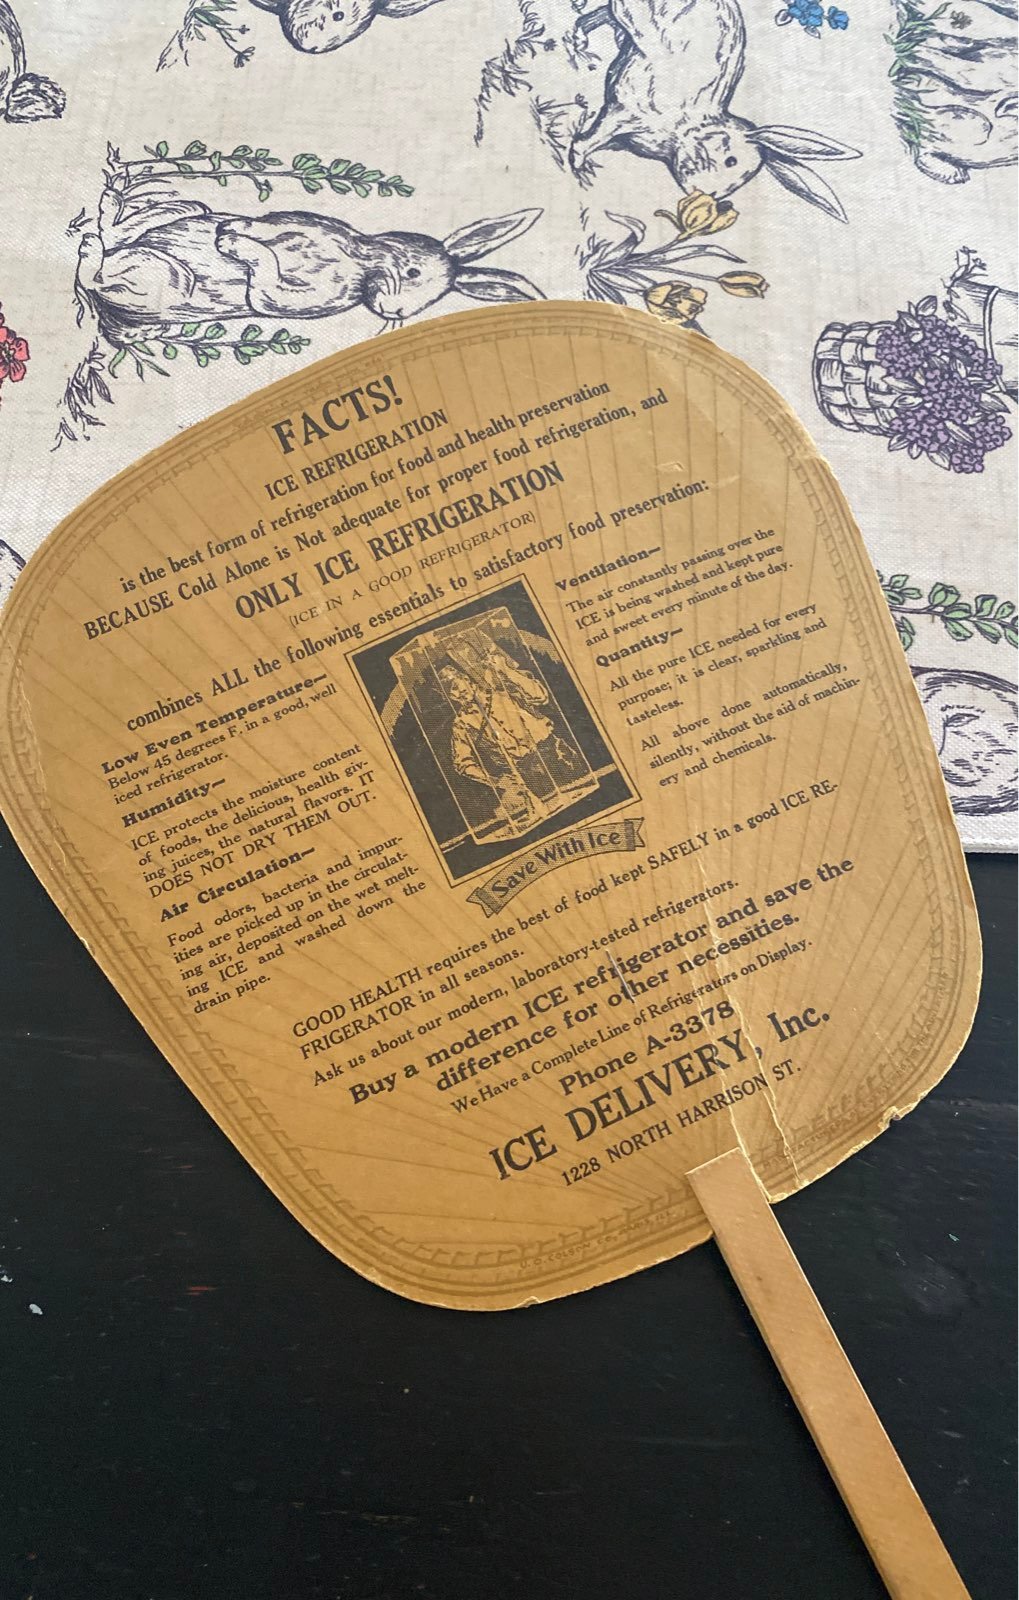 FACTS!
ICE REFRIGERATION
is the best form of refrigeration for food and health preservation
BECAUSE Cold Alone is Not adequate for proper food refrigeration, and
ONLY ICE REFRIGERATION
(ICE IN A GOOD REFRIGERATOR)
combines ALL the following essentials to satisfactory food preservation:
Low Even Temperature—
Below 45 degrees F. in a good, well
iced refrigerator.
Humidity—
ICE protects the moisture content
of foods, the delicious, health giv-
ing juices, the natural flavors. IT
DOES NOT DRY THEM OUT.
Air Circulation—
Food odors, bacteria and impur-
ities are picked up in the circulat-
ing air, deposited on the wet melt-
ing ICE and washed down the
drain pipe.
Ventilation—
The air constantly passing over the
ICE is being washed and kept pure
and sweet every minute of the day.
Quantity—
All the pure ICE needed for every
purpose; it is clear, sparkling and
tasteless.
All above done automatically,
silently, without the aid of machin-
ery and chemicals.
Save With Ice
GOOD HEALTH requires the best of food kept SAFELY in a good ICE RE-
FRIGERATOR in all seasons.
Ask us about our modern, laboratory-tested refrigerators.
Buy a modern ICE refrigerator and save the
difference for other necessities.
We Have a Complete Line of Refrigerators on Display.
Phone A-3378
ICE DELIVERY, Inc.
1228 NORTH HARRISON ST.
U. O. COLSON CO., PARIS, ILL.